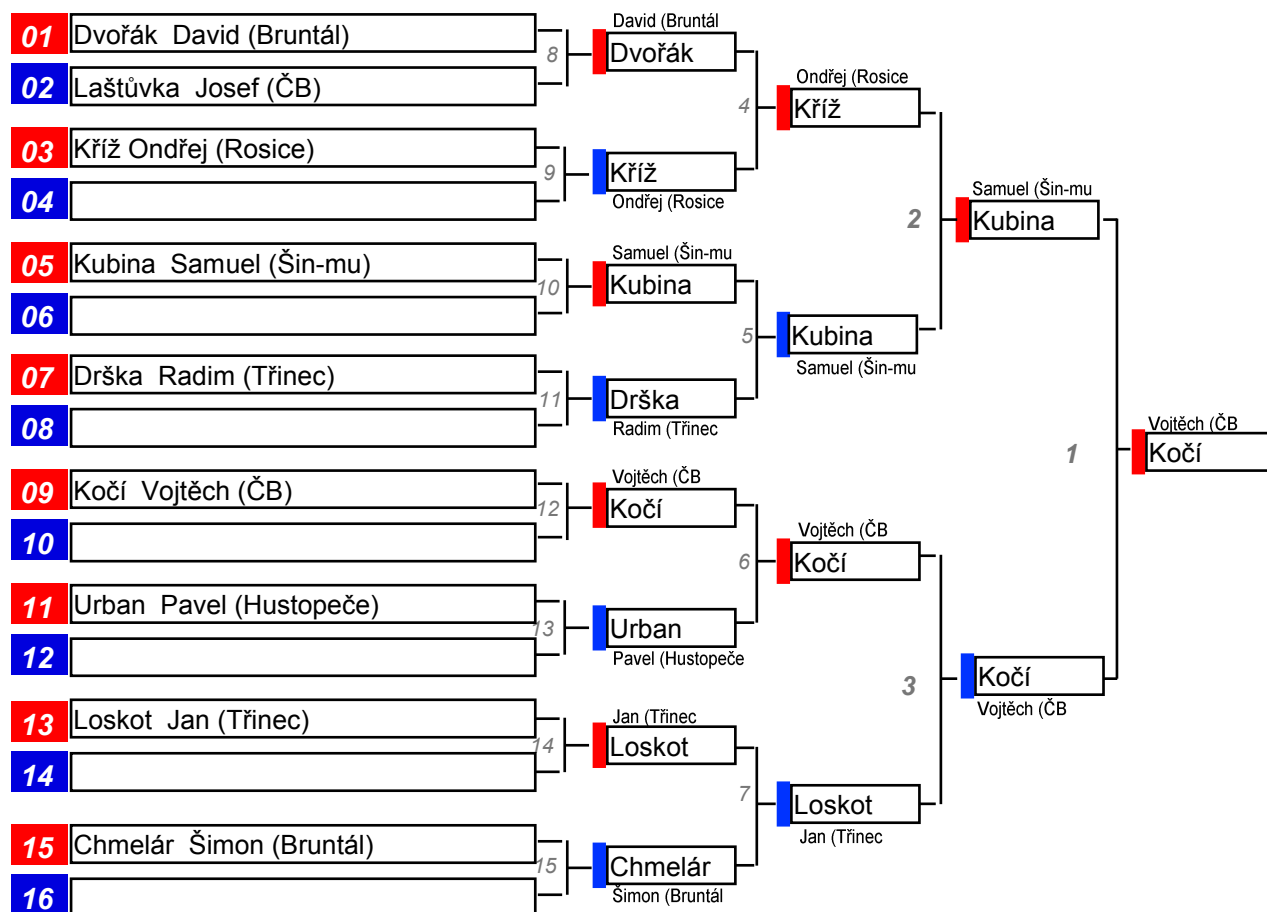 01 Dvořák  David (Bruntál)
02 Laštůvka  Josef (ČB)
03 Kříž Ondřej (Rosice)
04
05 Kubina  Samuel (Šin-mu)
06
07 Drška  Radim (Třinec)
08
09 Kočí  Vojtěch (ČB)
10
11 Urban  Pavel (Hustopeče)
12
13 Loskot  Jan (Třinec)
14
15 Chmelár  Šimon (Bruntál)
16
8
9
10
11
12
13
14
15
David (Bruntál
Dvořák
Kříž
Ondřej (Rosice
Samuel (Šin-mu
Kubina
Drška
Radim (Třinec
Vojtěch (ČB
Kočí
Urban
Pavel (Hustopeče
Jan (Třinec
Loskot
Chmelár
Šimon (Bruntál
4
5
6
7
Ondřej (Rosice
Kříž
Kubina
Samuel (Šin-mu
Vojtěch (ČB
Kočí
Loskot
Jan (Třinec
2
3
Samuel (Šin-mu
Kubina
Kočí
Vojtěch (ČB
1
Vojtěch (ČB
Kočí